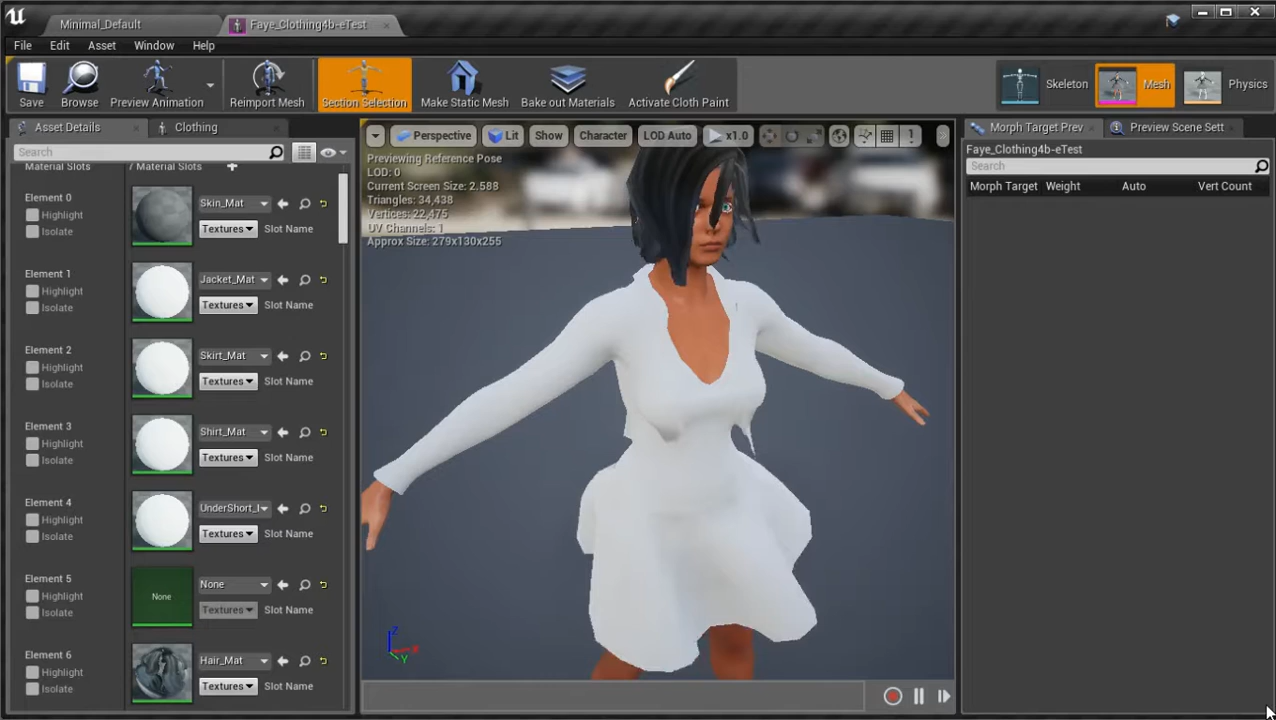 Minimal_Default
Faye_Clothing4b-eTest
File Edit Asset Window Help
Save
Browse
Preview Animation
Reimport Mesh
Section Selection
Make Static Mesh
Bake out Materials
Activate Cloth Paint
Skeleton
Mesh
Physics
Asset Details
Clothing
Search
Material Slots
7 Material Slots
Element 0
Highlight
Isolate
Skin_Mat
Textures
Slot Name
Element 1
Highlight
Isolate
Jacket_Mat
Textures
Slot Name
Element 2
Highlight
Isolate
Skirt_Mat
Textures
Slot Name
Element 3
Highlight
Isolate
Shirt_Mat
Textures
Slot Name
Element 4
Highlight
Isolate
UnderShort_
Textures
Slot Name
Element 5
Highlight
Isolate
None
None
Textures
Slot Name
Element 6
Highlight
Isolate
Hair_Mat
Textures
Slot Name
Perspective
Lit
Show
Character
LOD Auto
x1.0
Previewing Reference Pose
LOD: 0
Current Screen Size: 2.588
Triangles: 34,438
Vertices: 22,475
UV Channels: 1
Approx Size: 279x130x255
Z
X
Y
Morph Target Prev
Preview Scene Sett
Faye_Clothing4b-eTest
Search
Morph Target Weight Auto Vert Count